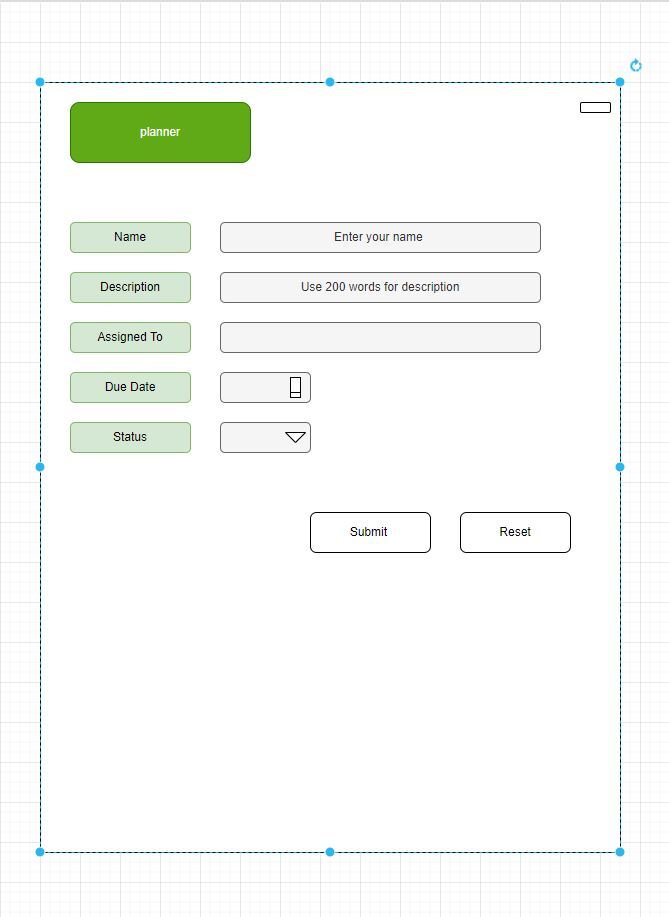 planner
Name
Enter your name
Description
Use 200 words for description
Assigned To
Due Date
Status
Submit
Reset